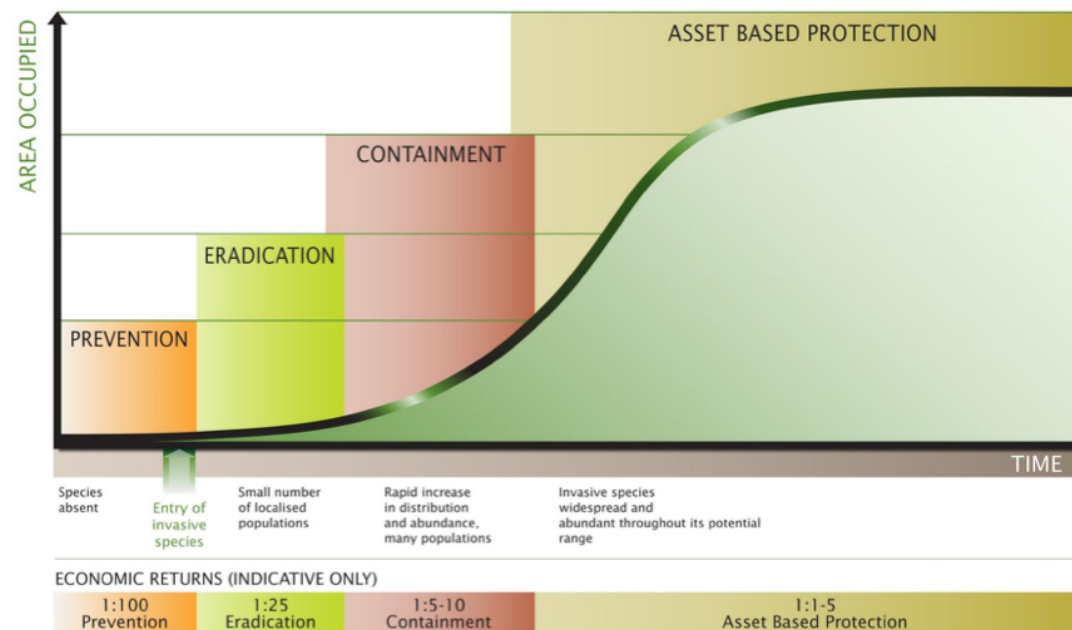 AREA OCCUPIED
ASSET BASED PROTECTION
CONTAINMENT
ERADICATION
PREVENTION
TIME
Species
absent
Entry of
invasive
species
Small number
of localised
populations
Rapid increase
in distribution
and abundance,
many populations
Invasive species
widespread and
abundant throughout its potential
range
ECONOMIC RETURNS (INDICATIVE ONLY)
1:100
Prevention
1:25
Eradication
1:5-10
Containment
1:1-5
Asset Based Protection